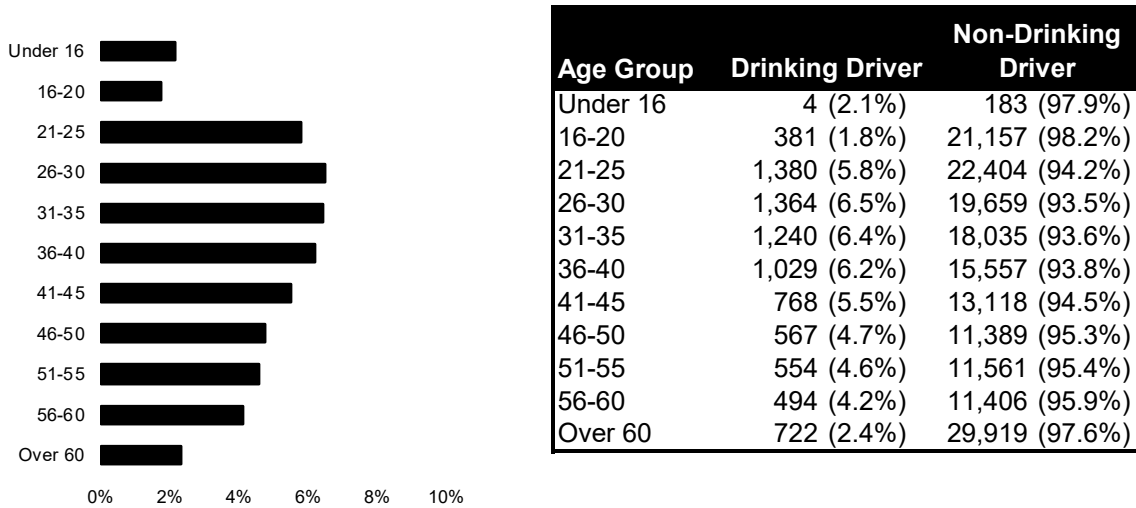 Under 16
16-20
21-25
26-30
31-35
36-40
41-45
46-50
51-55
56-60
Over 60
0% 2% 4% 6% 8% 10%
Age Group Drinking Driver Non-Drinking Driver
Under 16 4 (2.1%) 183 (97.9%)
16-20 381 (1.8%) 21,157 (98.2%)
21-25 1,380 (5.8%) 22,404 (94.2%)
26-30 1,364 (6.5%) 19,659 (93.5%)
31-35 1,240 (6.4%) 18,035 (93.6%)
36-40 1,029 (6.2%) 15,557 (93.8%)
41-45 768 (5.5%) 13,118 (94.5%)
46-50 567 (4.7%) 11,389 (95.3%)
51-55 554 (4.6%) 11,561 (95.4%)
56-60 494 (4.2%) 11,406 (95.9%)
Over 60 722 (2.4%) 29,919 (97.6%)